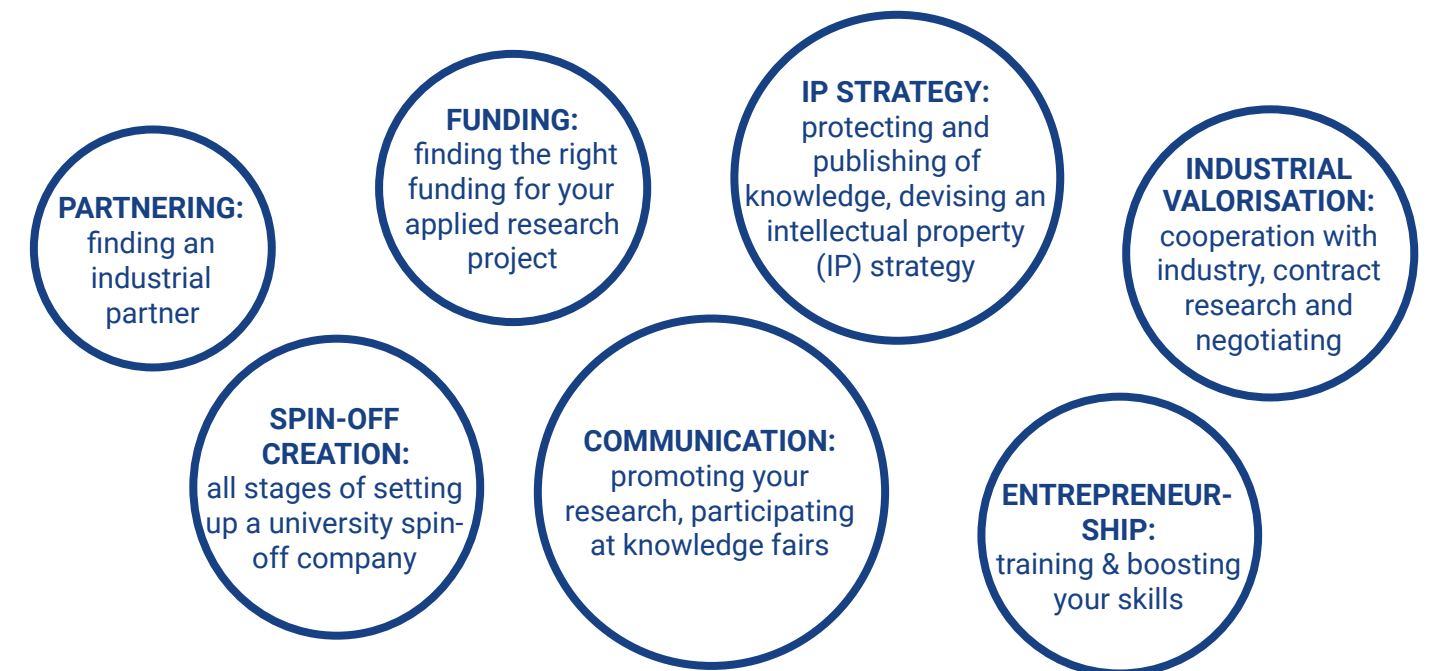 PARTNERING:
finding an
industrial
partner
FUNDING:
finding the right
funding for your
applied research
project
IP STRATEGY:
protecting and
publishing of
knowledge, devising an
intellectual property
(IP) strategy
INDUSTRIAL
VALORISATION:
cooperation with
industry, contract
research and
negotiating
SPIN-OFF
CREATION:
all stages of setting
up a university spin-
off company
COMMUNICATION:
promoting your
research, participating
at knowledge fairs
ENTREPRENEUR-
SHIP:
training & boosting
your skills